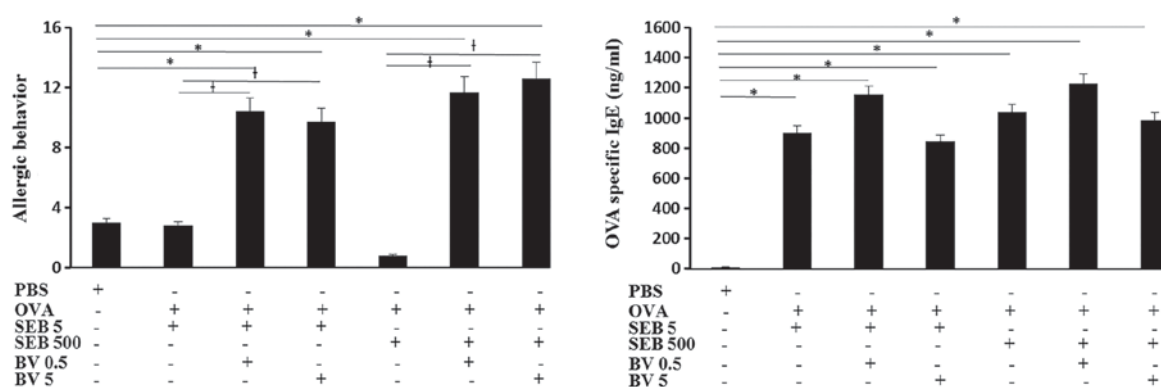 Allergic behavior
16
12
8
4
0
*
*
*
*
†
†
†
†
PBS + - - - - - -
OVA - + + + + + +
SEB 5 - + + + - - -
SEB 500 - - - - + + +
BV 0.5 - - + - - + -
BV 5 - - - + - - +
OVA specific IgE (ng/ml)
1600
1400
1200
1000
800
600
400
200
0
*
*
*
*
*
*
PBS + - - - - - -
OVA - + + + + + +
SEB 5 - + + + - - -
SEB 500 - - - - + + +
BV 0.5 - - + - - + -
BV 5 - - - + - - +